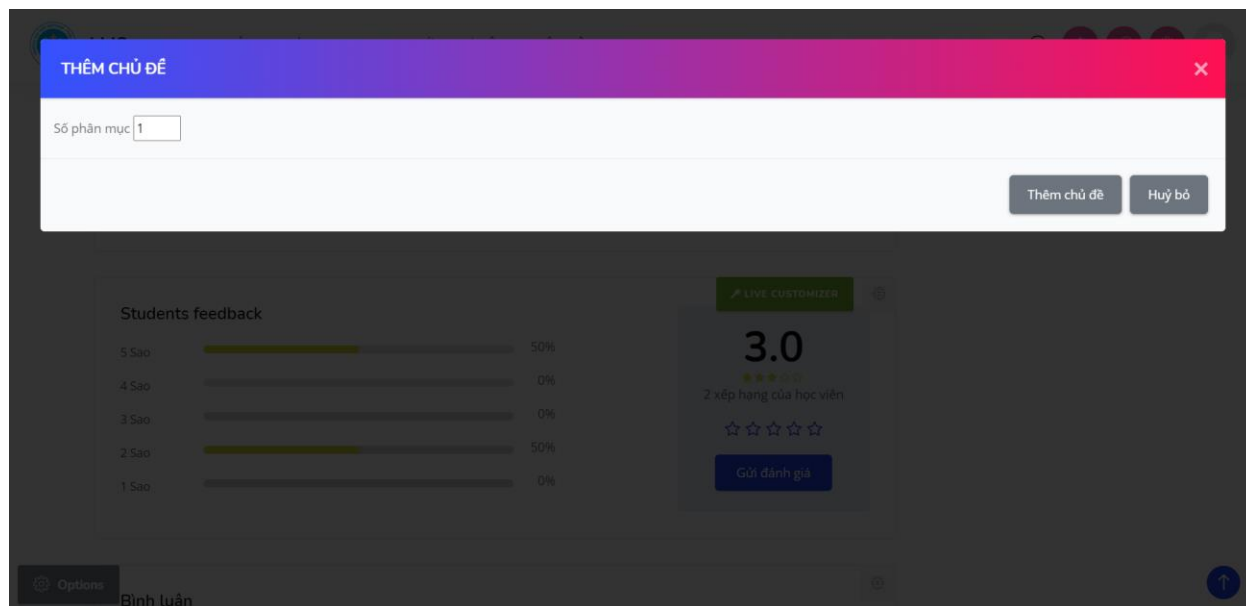 THÊM CHỦ ĐỀ
Số phân mục 1
Thêm chủ đề Huỷ bỏ
LIVE CUSTOMIZER
Students feedback
5 Sao 50%
4 Sao 0%
3 Sao 0%
2 Sao 50%
1 Sao 0%
3.0
2 xếp hạng của học viên
Gửi đánh giá
Options
Bình luận